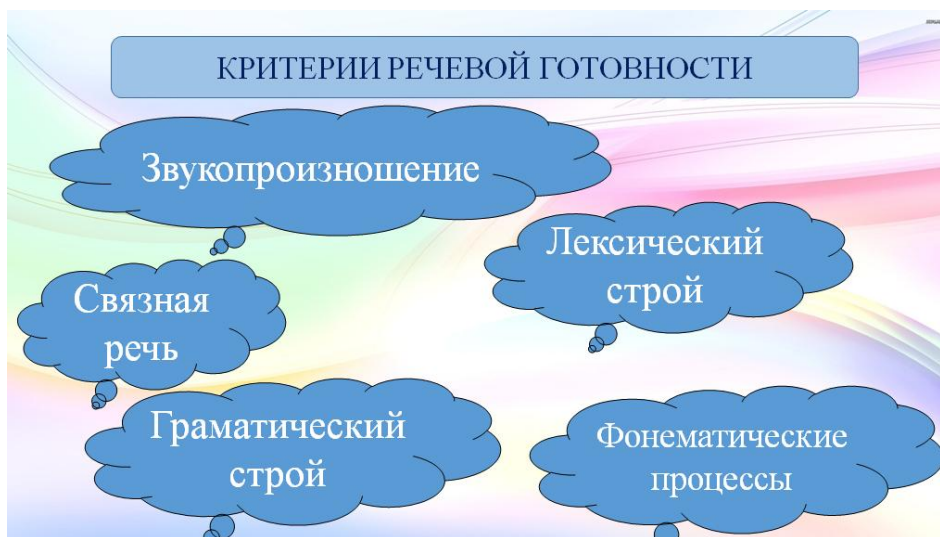 КРИТЕРИИ РЕЧЕВОЙ ГОТОВНОСТИ
Звукопроизношение
Лексический
строй
Связная
речь
Граматический
строй
Фонематические
процессы